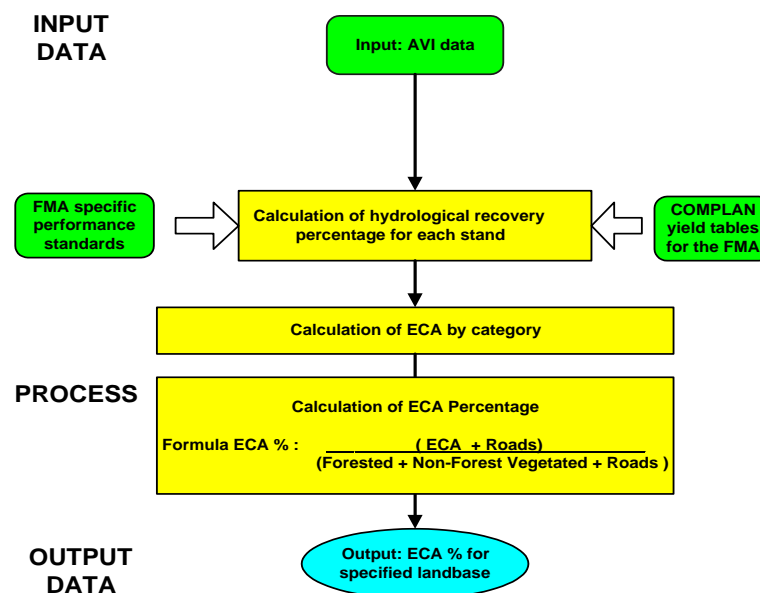 INPUT
DATA
Input: AVI data
FMA specific
performance
standards
Calculation of hydrological recovery
percentage for each stand
COMPLAN
yield tables
for the FMA
Calculation of ECA by category
PROCESS
Calculation of ECA Percentage
Formula ECA % : ( ECA + Roads)
(Forested + Non-Forest Vegetated + Roads )
OUTPUT
DATA
Output: ECA % for
specified landbase